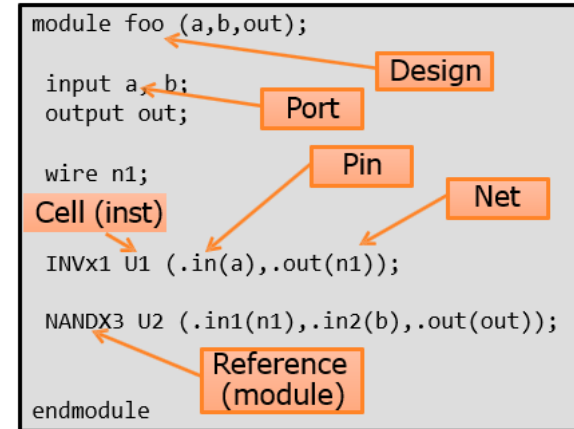 module foo (a,b,out);
Design
input a, b;
Port
output out;
Pin
wire n1;
Net
Cell (inst)
INVx1 U1 (.in(a),.out(n1));
NANDX3 U2 (.in1(n1),.in2(b),.out(out));
Reference
(module)
endmodule